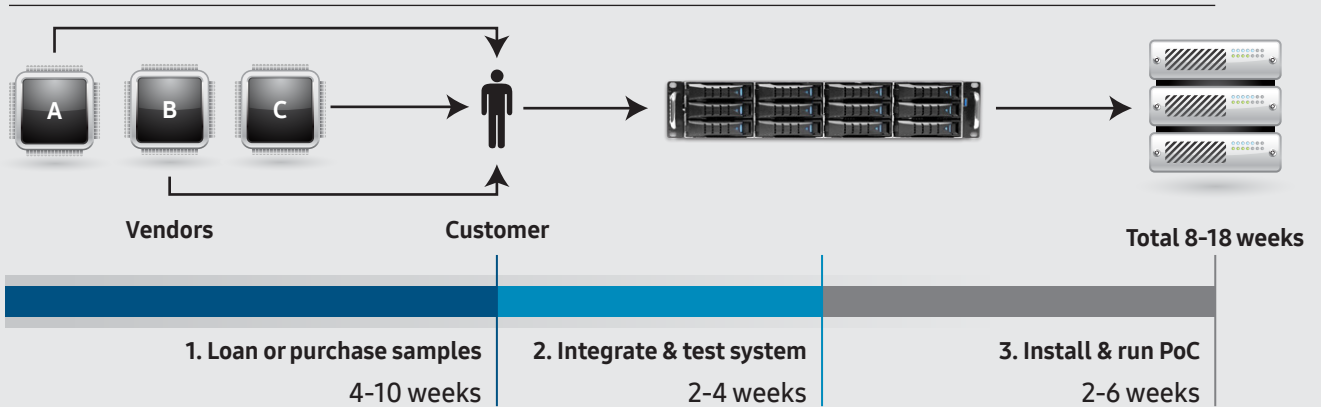 A
B
C
Vendors
Customer
Total 8-18 weeks
1. Loan or purchase samples
4-10 weeks
2. Integrate & test system
2-4 weeks
3. Install & run PoC
2-6 weeks